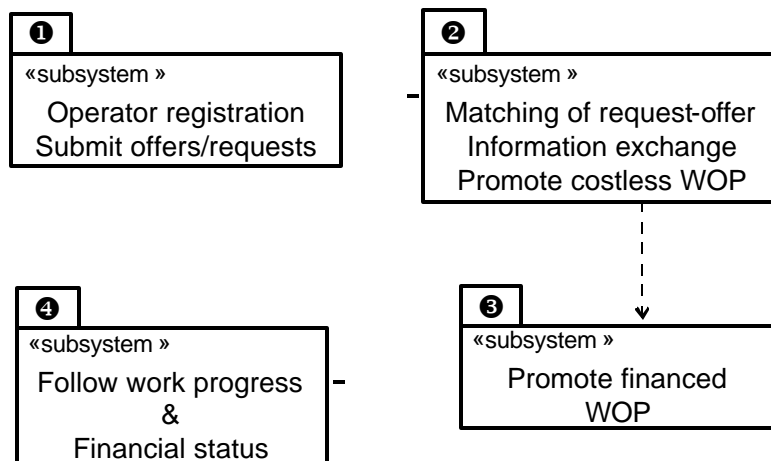 ❶
«subsystem »
Operator registration
Submit offers/requests
❷
«subsystem »
Matching of request-offer
Information exchange
Promote costless WOP
❹
«subsystem »
Follow work progress
&
Financial status
❸
«subsystem »
Promote financed
WOP